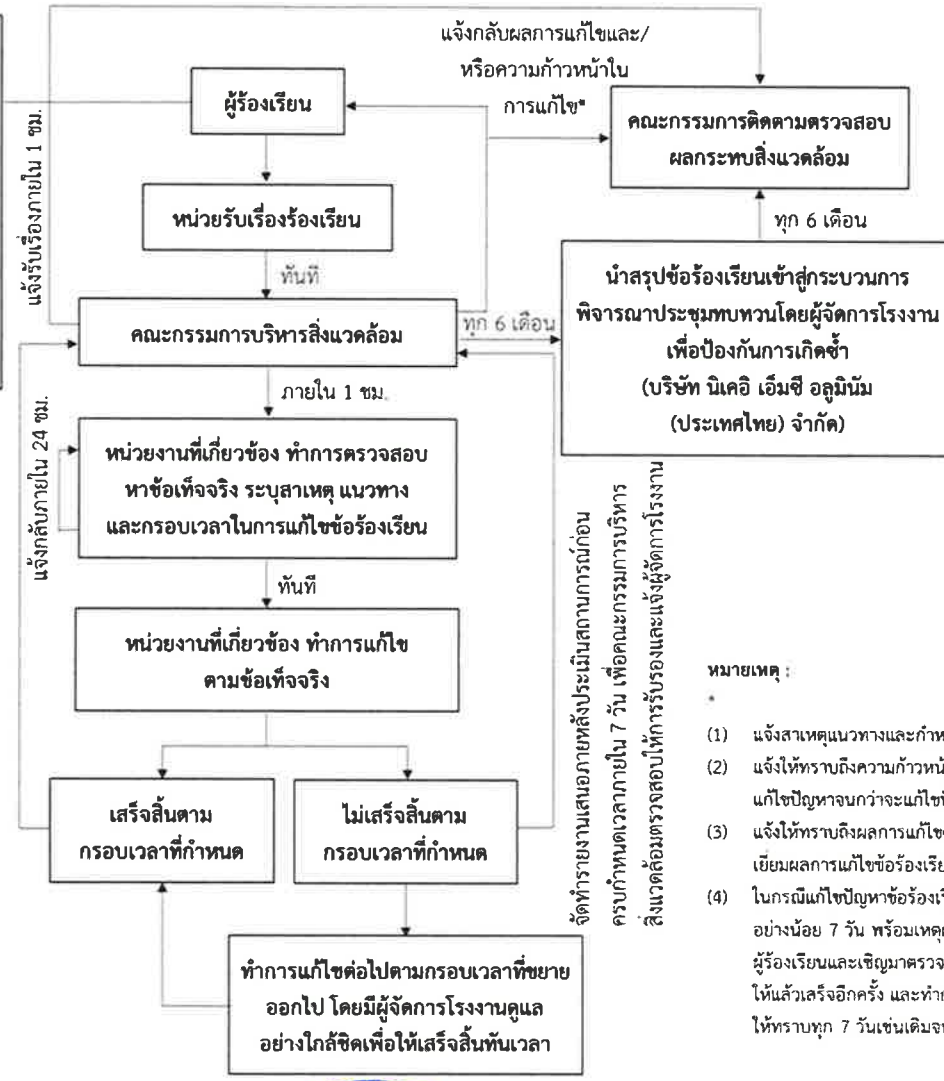 แจ้งกลับผลการแก้ไขและ/
หรือความก้าวหน้าใน
การแก้ไข*
ผู้ร้องเรียน
คณะกรรมการติดตามตรวจสอบ
ผลกระทบสิ่งแวดล้อม
แจ้งรับเรื่องภายใน 1 ชม.
หน่วยรับเรื่องร้องเรียน
ทุก 6 เดือน
ทันที
นำสรุปข้อร้องเรียนเข้าสู่กระบวนการ
พิจารณาประชุมทบทวนโดยผู้จัดการโรงงาน
เพื่อป้องกันการเกิดซ้ำ
(บริษัท นิเคอิ เอ็มซี อลูมินัม
(ประเทศไทย) จำกัด)
คณะกรรมการบริหารสิ่งแวดล้อม
ทุก 6 เดือน
ภายใน 1 ชม.
แจ้งกลับภายใน 24 ชม.
หน่วยงานที่เกี่ยวข้อง ทำการตรวจสอบ
หาข้อเท็จจริง ระบุสาเหตุ แนวทาง
และกรอบเวลาในการแก้ไขข้อร้องเรียน
ทันที
หน่วยงานที่เกี่ยวข้อง ทำการแก้ไข
ตามข้อเท็จจริง
จัดทำรายงานเสนอภายหลังประเมินสถานการณ์ก่อน
ครบกำหนดเวลาภายใน 7 วัน เพื่อคณะกรรมการบริหาร
สิ่งแวดล้อมตรวจสอบให้การรับรองและแจ้งผู้จัดการโรงงาน
เสร็จสิ้นตาม
กรอบเวลาที่กำหนด
ไม่เสร็จสิ้นตาม
กรอบเวลาที่กำหนด
ทำการแก้ไขต่อไปตามกรอบเวลาที่ขยาย
ออกไป โดยมีผู้จัดการโรงงานดูแล
อย่างใกล้ชิดเพื่อให้เสร็จสิ้นทันเวลา
หมายเหตุ :
*
(1) แจ้งสาเหตุแนวทางและกำห
(2) แจ้งให้ทราบถึงความก้าวหน้
แก้ไขปัญหาจนกว่าจะแก้ไข
(3) แจ้งให้ทราบถึงผลการแก้ไข
เยี่ยมผลการแก้ไขข้อร้องเรีย
(4) ในกรณีแก้ไขปัญหาข้อร้องเรี
อย่างน้อย 7 วัน พร้อมเหตุ
ผู้ร้องเรียนและเชิญมาตรวจ
ให้แล้วเสร็จอีกครั้ง และทำ
ให้ทราบทุก 7 วันเช่นเดิมจ